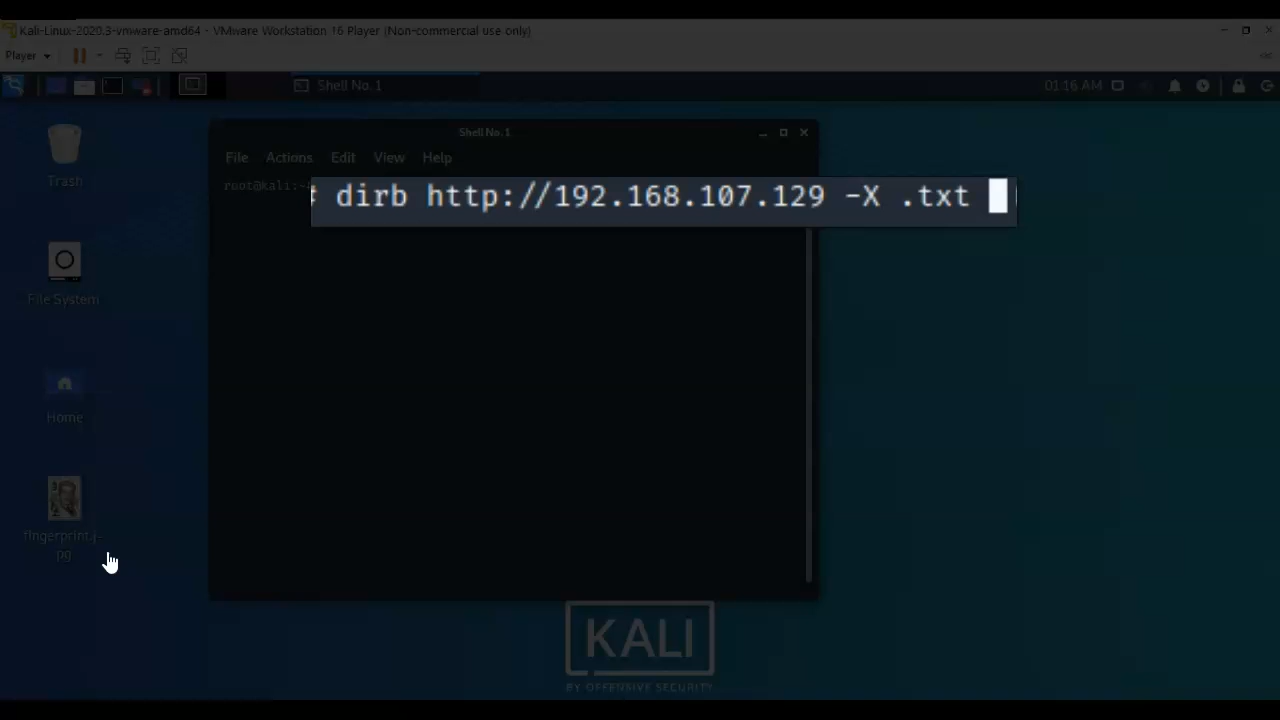 Kali-Linux-2020.3-vmware-amd64 - VMware Workstation 16 Player (Non-commercial use only)
Player
Shell No.1
01:16 AM
Trash
Shell No.1
File Actions Edit View Help
root@kali:~
# dirb http://192.168.107.129 -X .txt
File System
Home
fingerprint.j-
pg
KALI
BY OFFENSIVE SECURITY